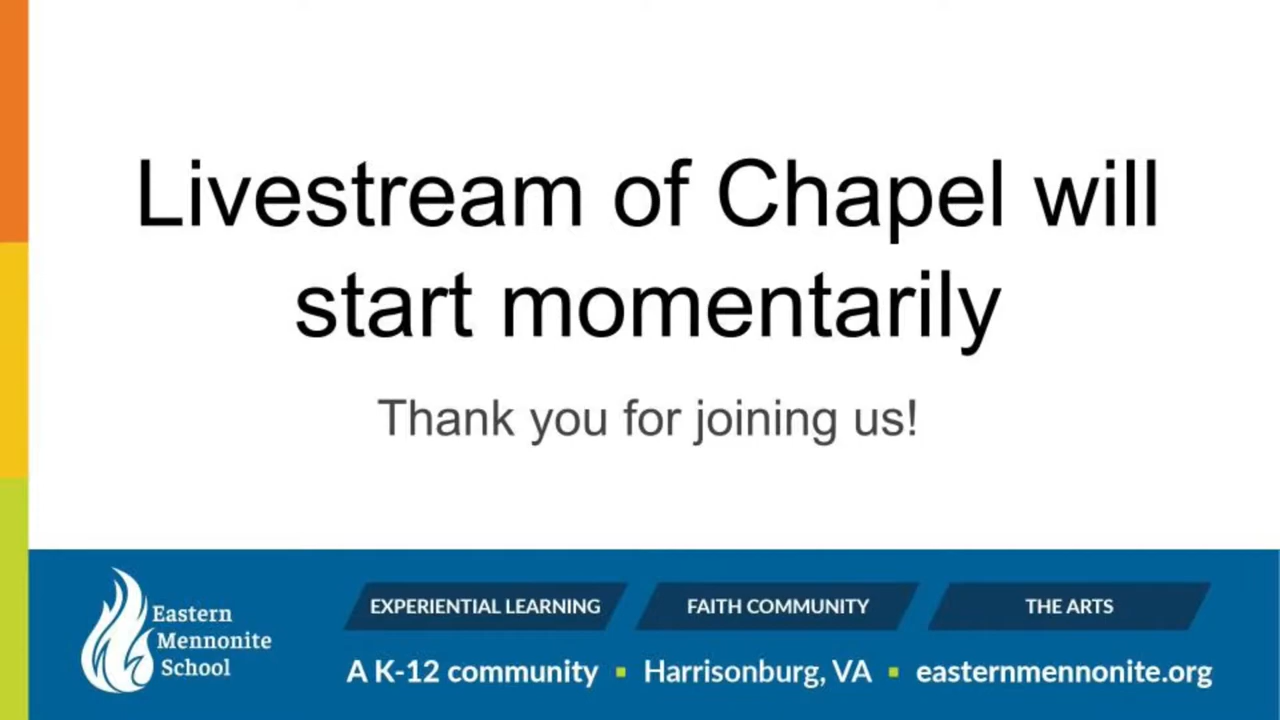 Livestream of Chapel will
start momentarily
Thank you for joining us!
Eastern
Mennonite
School
EXPERIENTIAL LEARNING
FAITH COMMUNITY
THE ARTS
A K-12 community ▪ Harrisonburg, VA ▪ easternmennonite.org